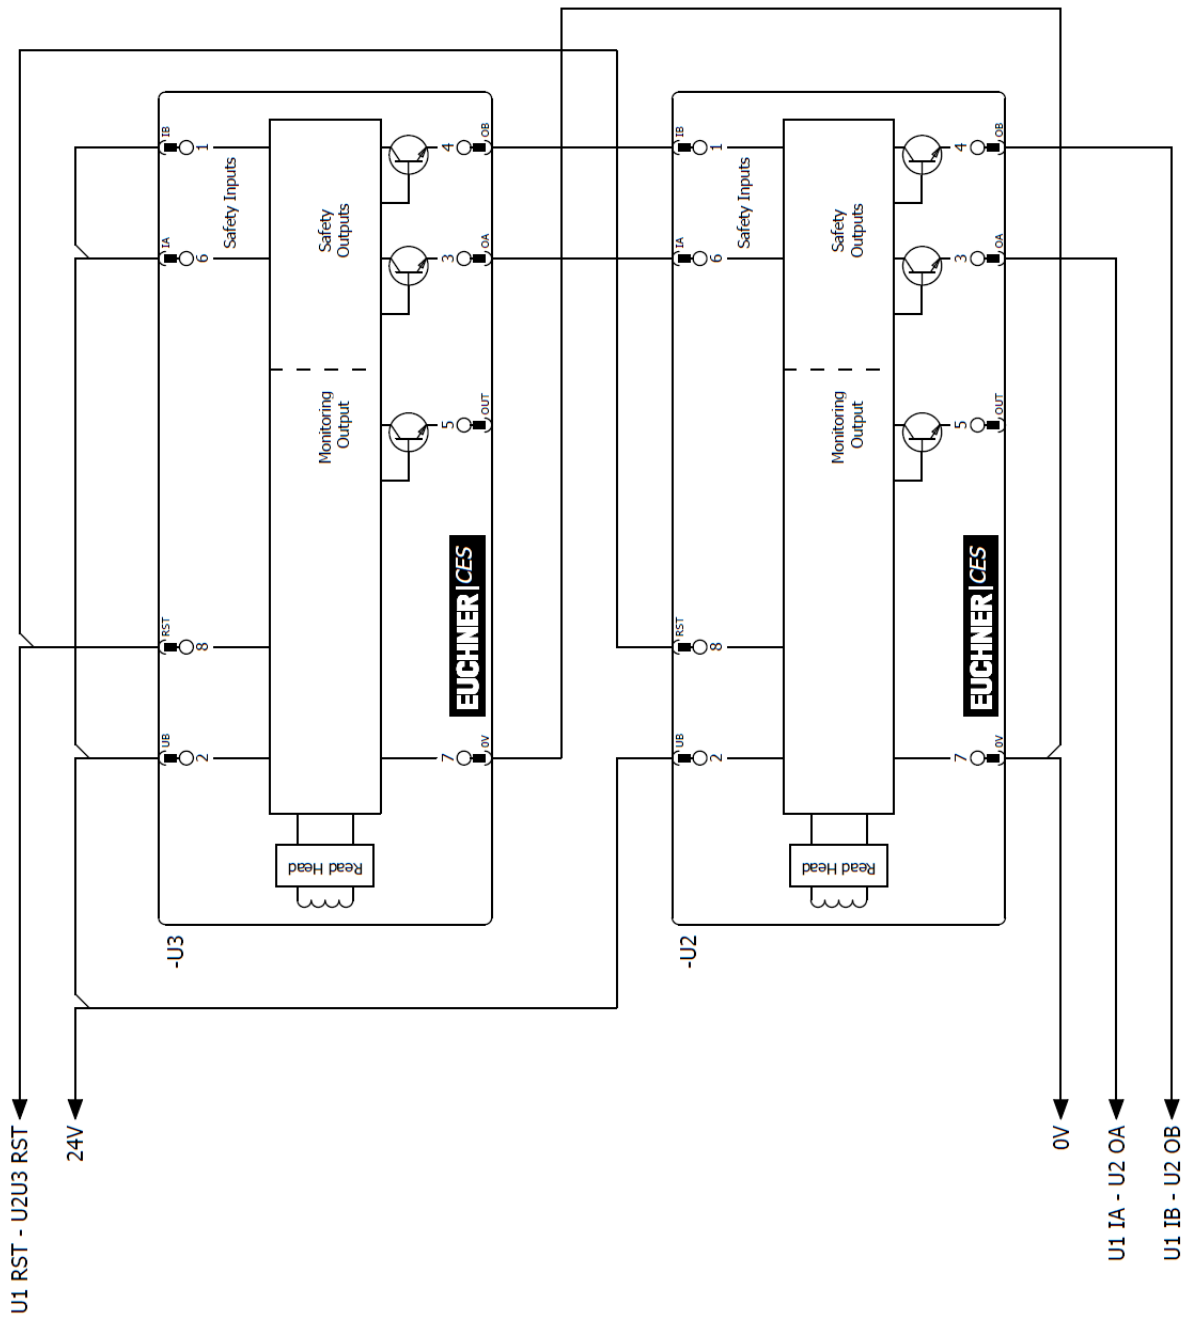 IB
1
Safety Inputs
IA
6
RST
8
UB
2
Safety
Outputs
Monitoring
Output
4
OB
3
OA
5
OUT
EUCHNER|CES
7
0V
Read Head
-U3
IB
1
Safety Inputs
IA
6
RST
8
UB
2
Safety
Outputs
Monitoring
Output
4
OB
3
OA
5
OUT
EUCHNER|CES
7
0V
Read Head
-U2
U1 RST - U2U3 RST
24V
0V
U1 IA - U2 OA
U1 IB - U2 OB